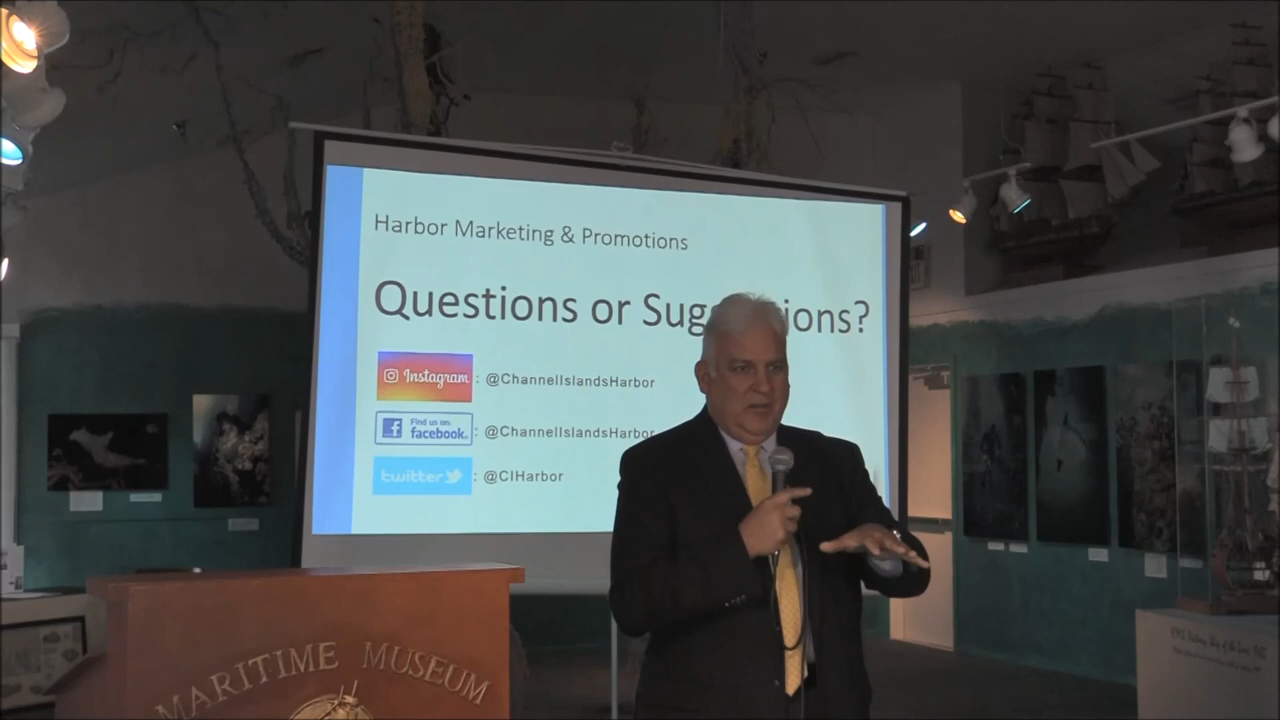 Harbor Marketing & Promotions
Questions or Sug ions?
Instagram : @ChannelIslandsHarbor
Find us on
facebook. : @ChannelIslandsHarbor
twitter : @CIHarbor
MARITIME MUSEUM